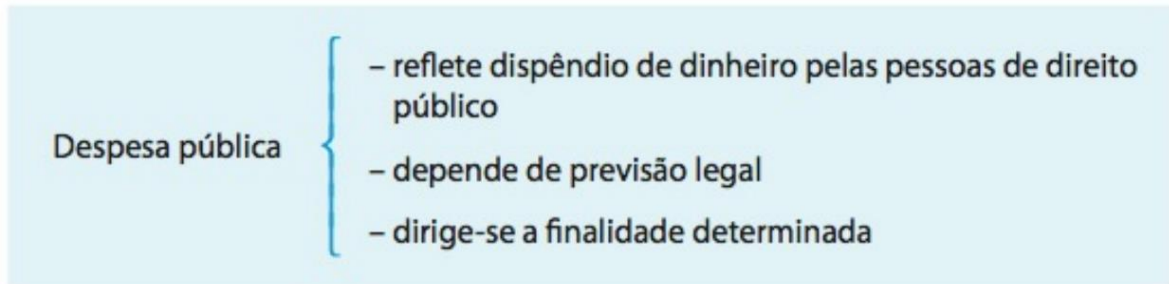 Despesa pública
– reflete dispêndio de dinheiro pelas pessoas de direito
público
– depende de previsão legal
– dirige-se a finalidade determinada